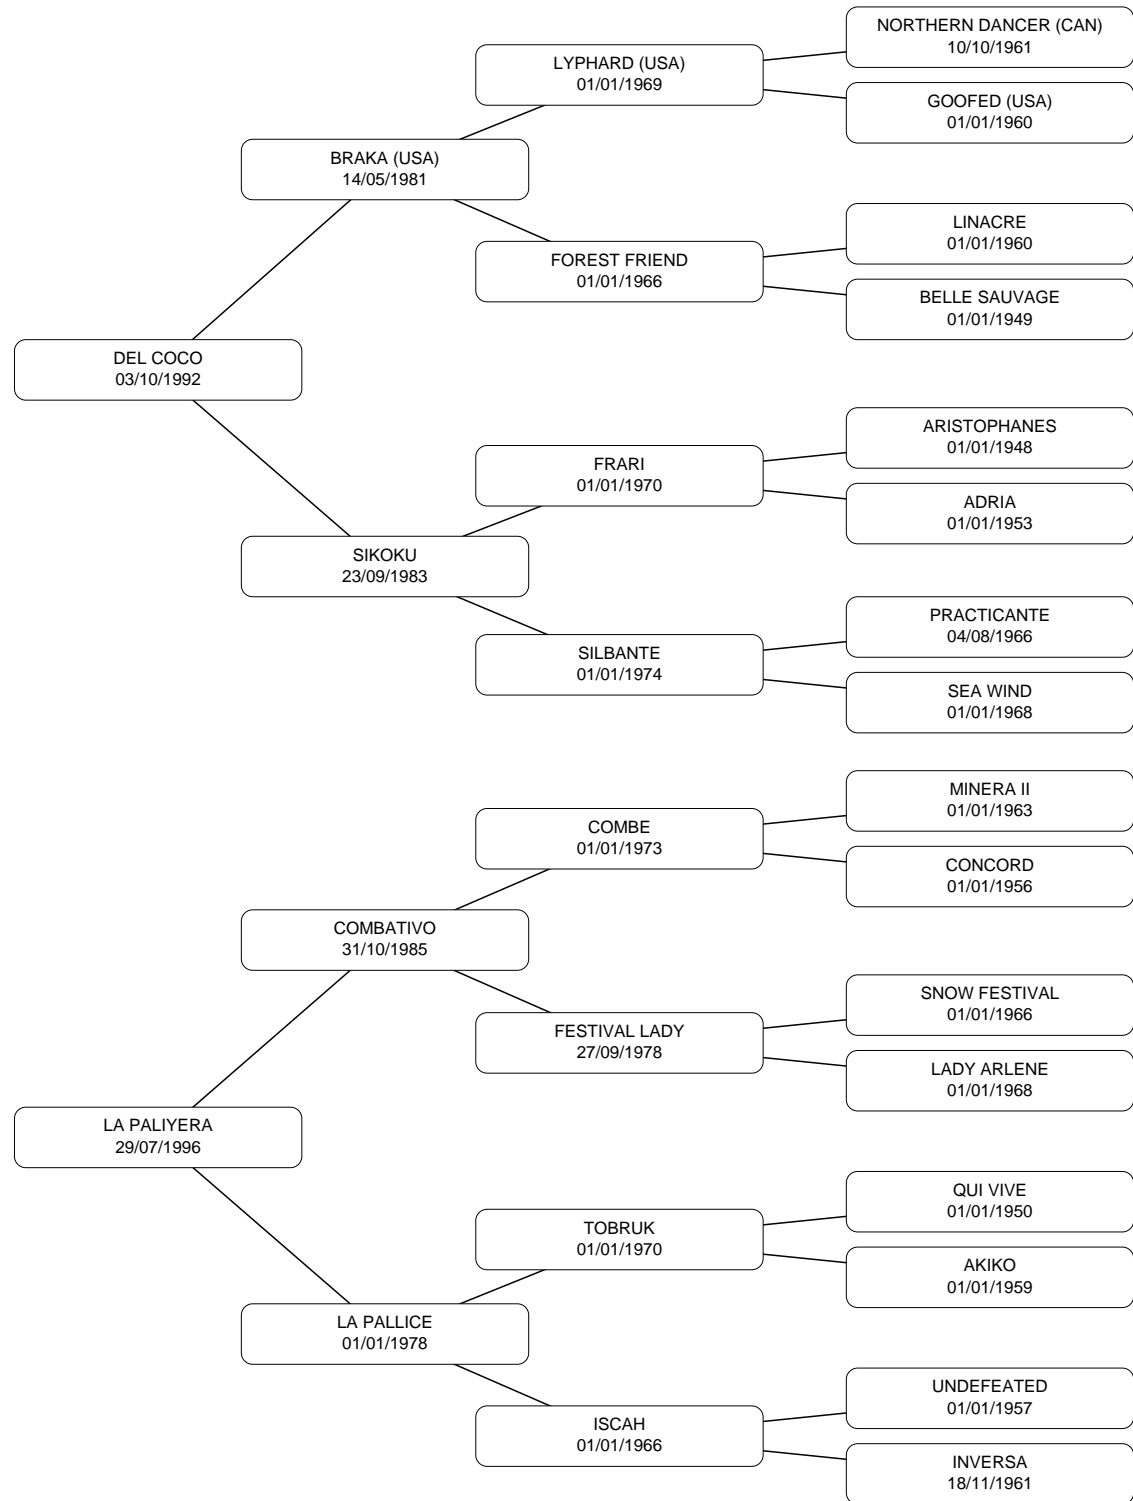 NORTHERN DANCER (CAN)
10/10/1961
LYPHARD (USA)
01/01/1969
GOOFED (USA)
01/01/1960
BRAKA (USA)
14/05/1981
LINACRE
01/01/1960
FOREST FRIEND
01/01/1966
BELLE SAUVAGE
01/01/1949
DEL COCO
03/10/1992
ARISTOPHANES
01/01/1948
FRARI
01/01/1970
ADRIA
01/01/1953
SIKOKU
23/09/1983
PRACTICANTE
04/08/1966
SILBANTE
01/01/1974
SEA WIND
01/01/1968
MINERA II
01/01/1963
COMBE
01/01/1973
CONCORD
01/01/1956
COMBATIVO
31/10/1985
SNOW FESTIVAL
01/01/1966
FESTIVAL LADY
27/09/1978
LADY ARLENE
01/01/1968
LA PALIYERA
29/07/1996
QUI VIVE
01/01/1950
TOBRUK
01/01/1970
AKIKO
01/01/1959
LA PALLICE
01/01/1978
UNDEFEATED
01/01/1957
ISCAH
01/01/1966
INVERSA
18/11/1961